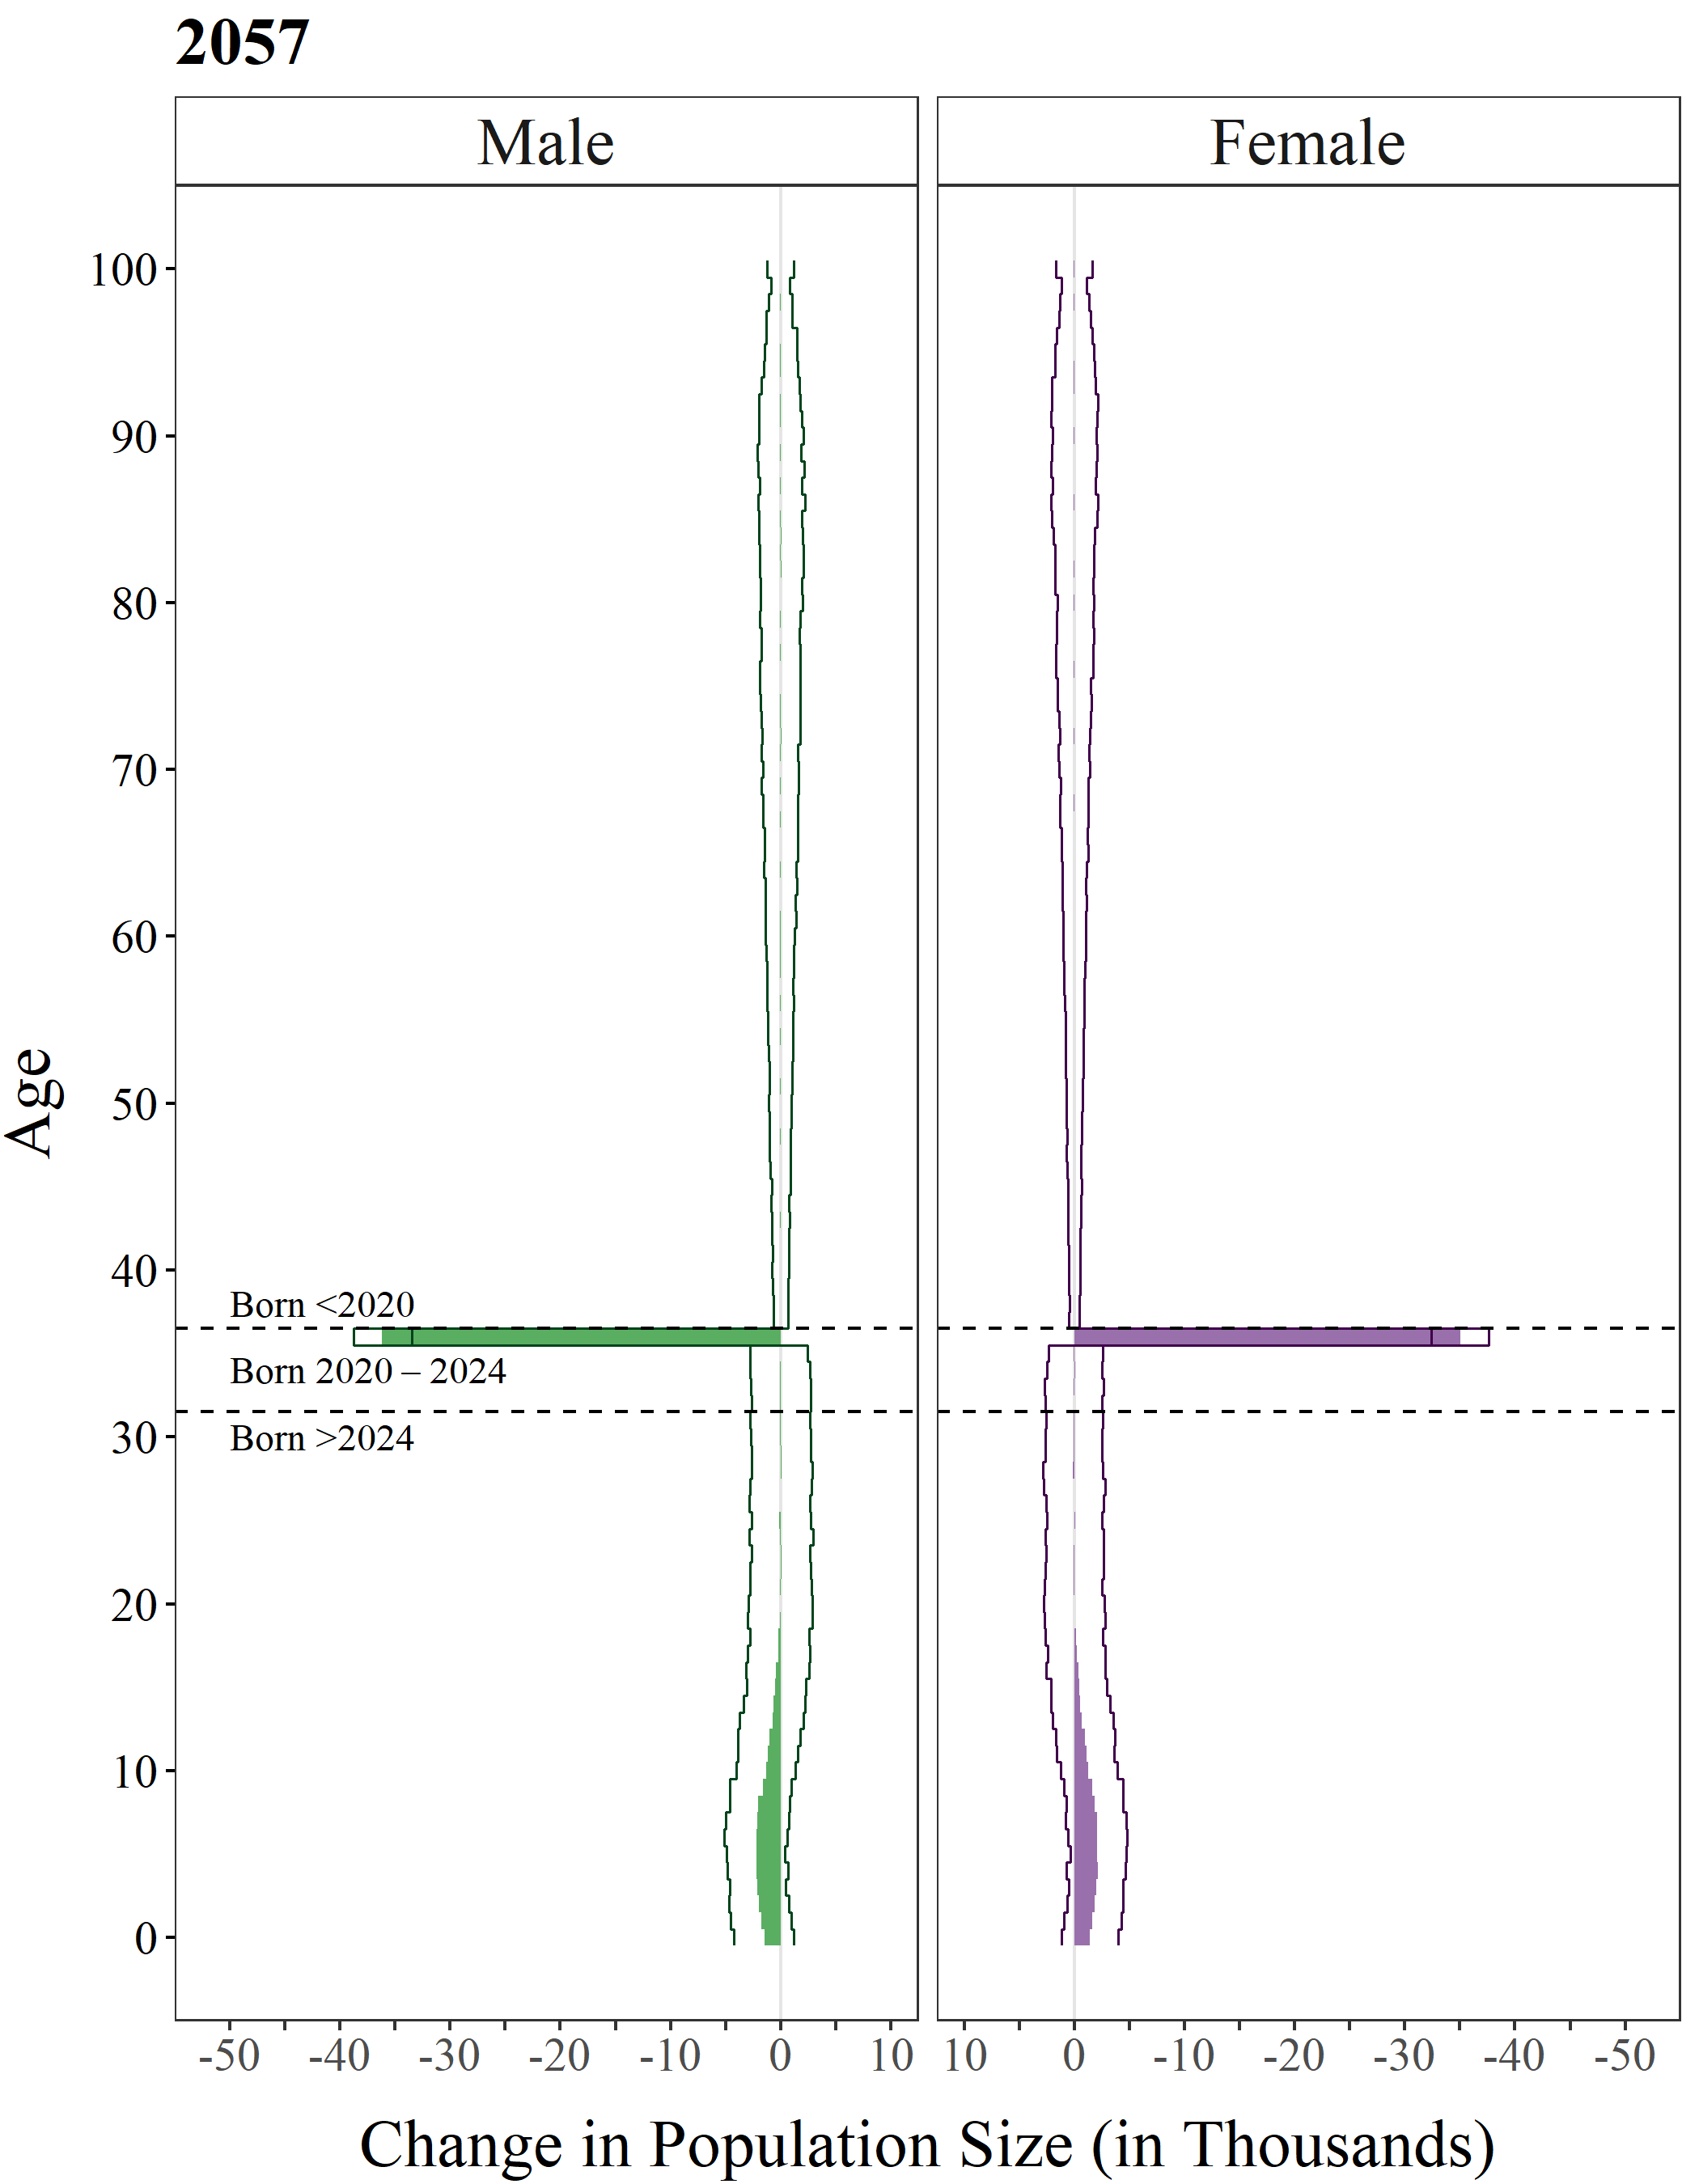 2057
Male Female
100
90
80
70
60
50
40
30
20
10
0
Age
Born <2020
Born 2020 – 2024
Born >2024
-50 -40 -30 -20 -10 0 10 10 0 -10 -20 -30 -40 -50
Change in Population Size (in Thousands)